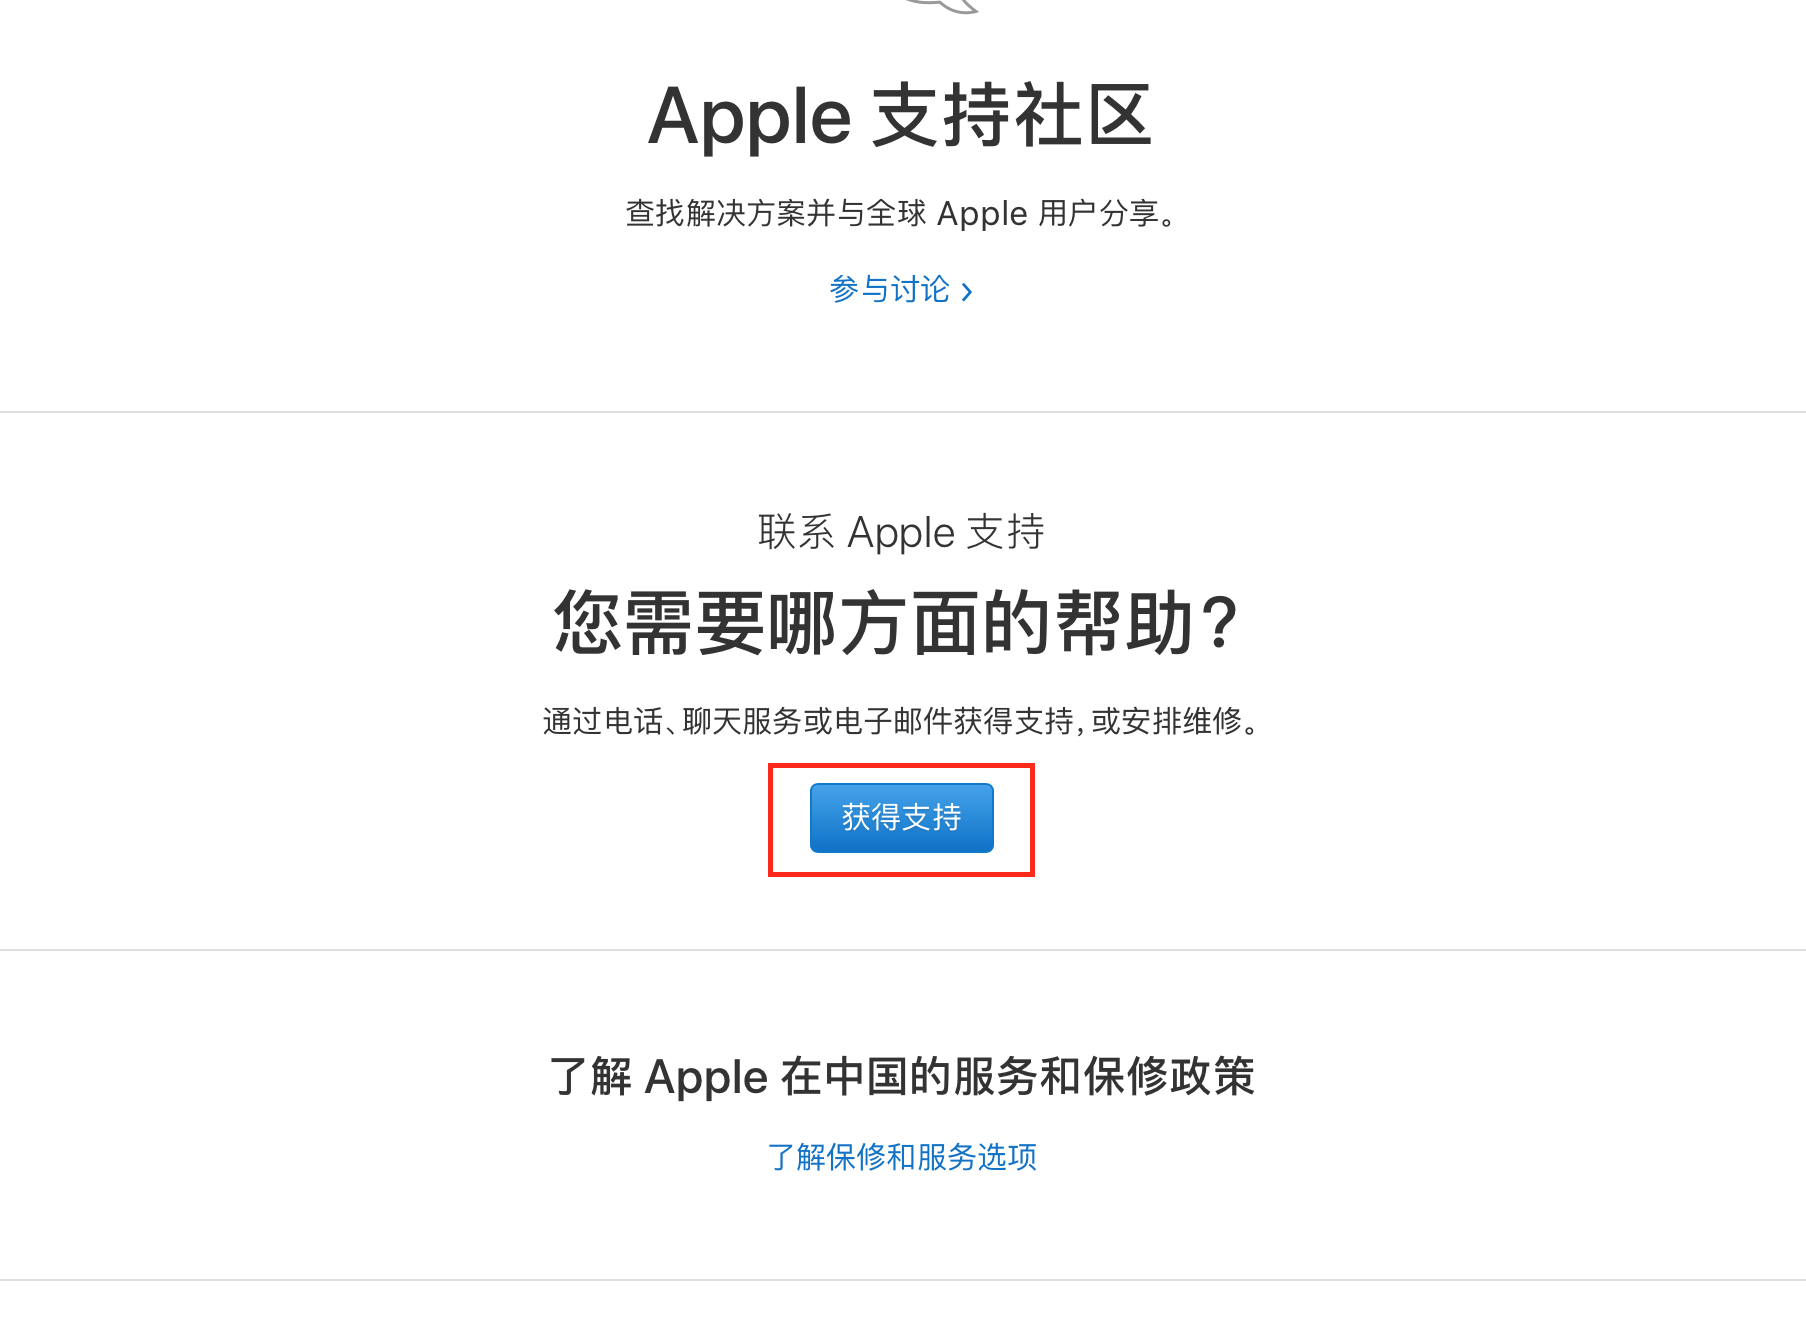 Apple 支持社区
查找解决方案并与全球 Apple 用户分享。
参与讨论 >
联系 Apple 支持
您需要哪方面的帮助？
通过电话、聊天服务或电子邮件获得支持，或安排维修。
获得支持
了解 Apple 在中国的服务和保修政策
了解保修和服务选项